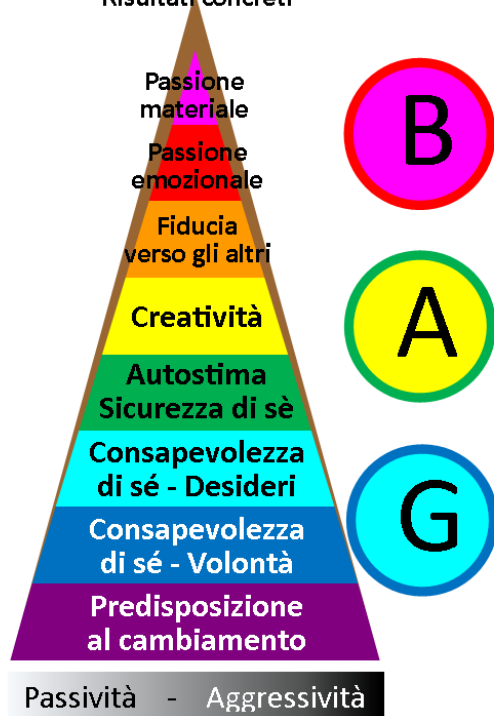 Risultati concreti
Passione
materiale
B
Passione
emozionale
Fiducia
verso gli altri
Creatività
A
Autostima
Sicurezza di sè
Consapevolezza
di sé - Desideri
G
Consapevolezza
di sé - Volontà
Predisposizione
al cambiamento
Passività - Aggressività